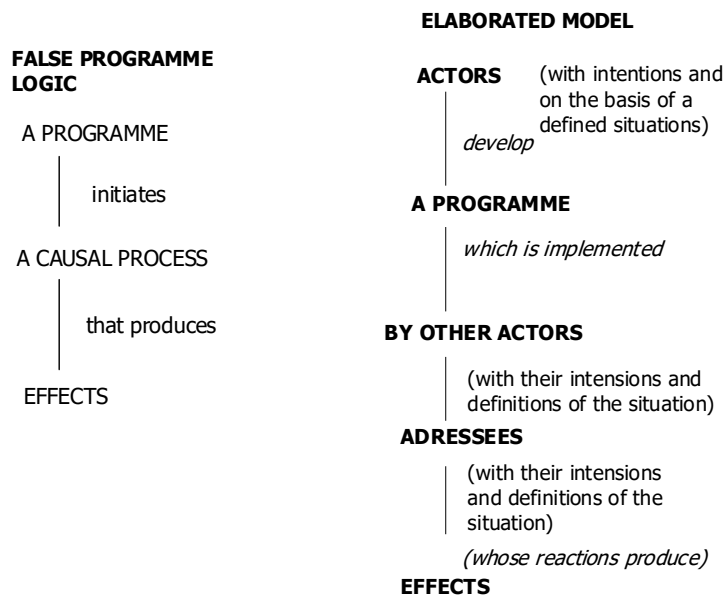 FALSE PROGRAMME
LOGIC
A PROGRAMME
initiates
A CAUSAL PROCESS
that produces
EFFECTS
ELABORATED MODEL
ACTORS
(with intentions and
on the basis of a
defined situations)
develop
A PROGRAMME
which is implemented
BY OTHER ACTORS
(with their intensions and
definitions of the situation)
ADRESSEES
(with their intensions
and definitions of the
situation)
(whose reactions produce)
EFFECTS